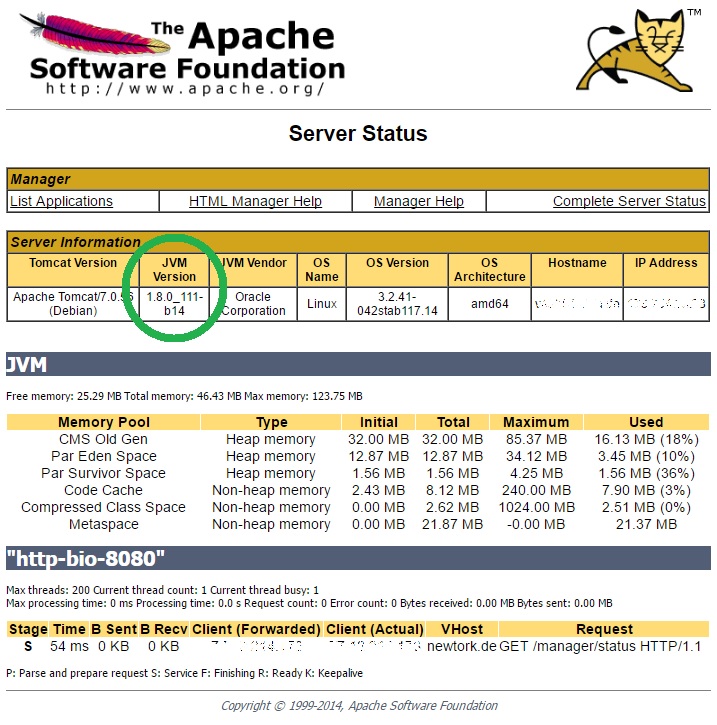 The Apache
Software Foundation
http://www.apache.org/
TM
Server Status
Manager
List Applications HTML Manager Help Manager Help Complete Server Status
Server Information
Tomcat Version JVM Version JVM Vendor OS Name OS Version OS Architecture Hostname IP Address
Apache Tomcat/7.0.56 (Debian) 1.8.0_111-b14 Oracle Corporation Linux 3.2.41-042stab117.14 amd64
JVM
Free memory: 25.29 MB Total memory: 46.43 MB Max memory: 123.75 MB
Memory Pool Type Initial Total Maximum Used
CMS Old Gen Heap memory 32.00 MB 32.00 MB 85.37 MB 16.13 MB (18%)
Par Eden Space Heap memory 12.87 MB 12.87 MB 34.12 MB 3.45 MB (10%)
Par Survivor Space Heap memory 1.56 MB 1.56 MB 4.25 MB 1.56 MB (36%)
Code Cache Non-heap memory 2.43 MB 8.12 MB 240.00 MB 7.90 MB (3%)
Compressed Class Space Non-heap memory 0.00 MB 2.62 MB 1024.00 MB 2.51 MB (0%)
Metaspace Non-heap memory 0.00 MB 21.87 MB -0.00 MB 21.37 MB
"http-bio-8080"
Max threads: 200 Current thread count: 1 Current thread busy: 1
Max processing time: 0 ms Processing time: 0.0 s Request count: 0 Error count: 0 Bytes received: 0.00 MB Bytes sent: 0.00 MB
Stage Time B Sent B Recv Client (Forwarded) Client (Actual) VHost Request
S 54 ms 0 KB 0 KB newtork.de GET /manager/status HTTP/1.1
P: Parse and prepare request S: Service F: Finishing R: Ready K: Keepalive
Copyright © 1999-2014, Apache Software Foundation